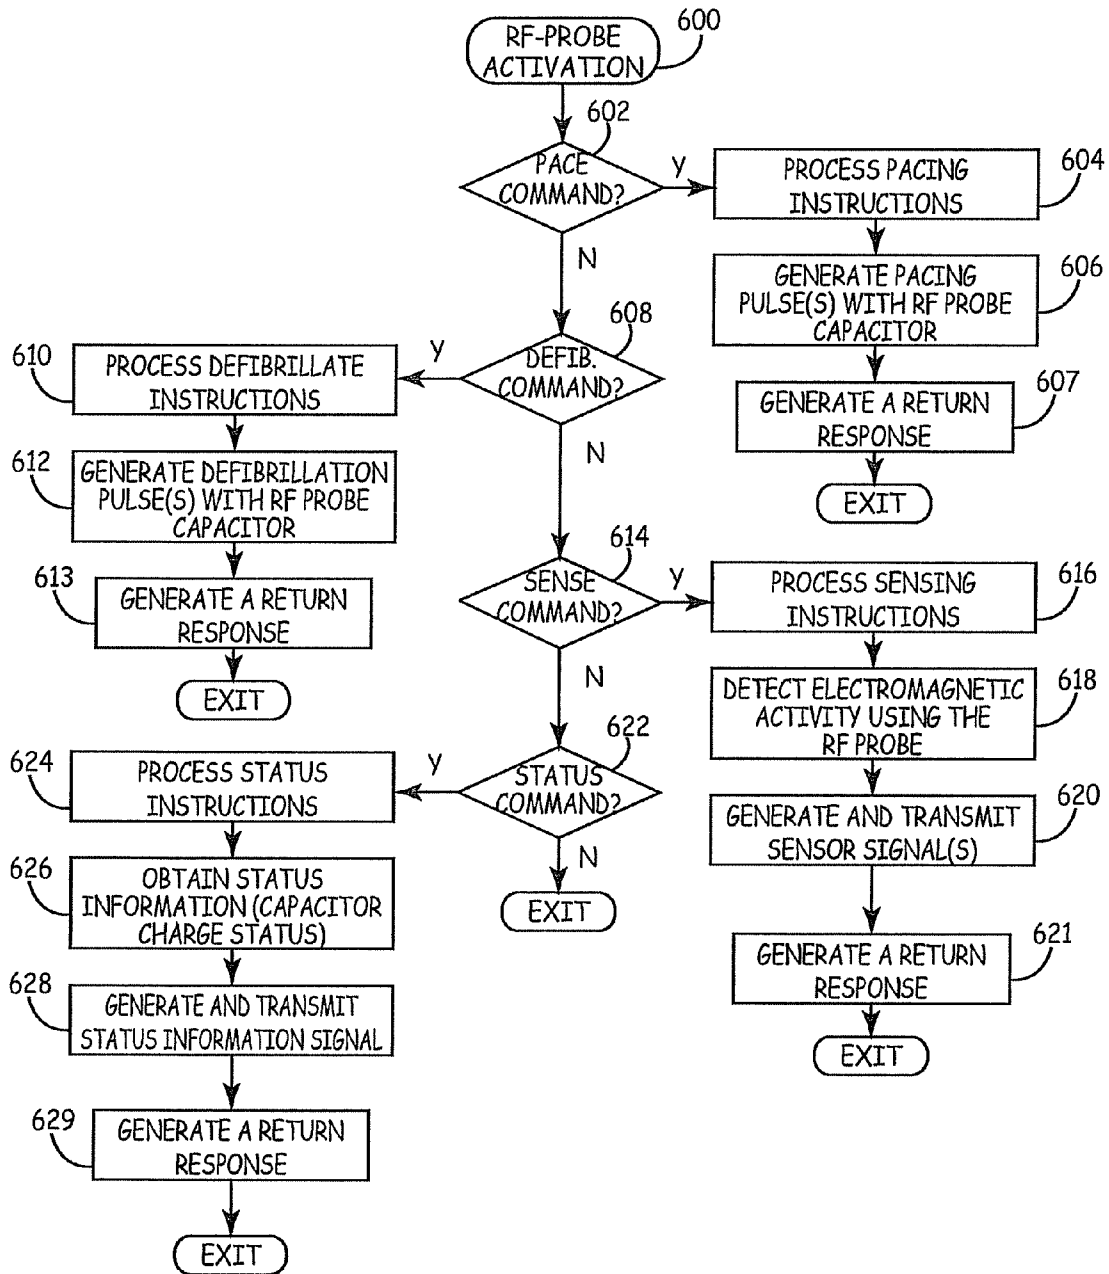 RF-PROBE
ACTIVATION
600
602
PACE
COMMAND?
Y
N
PROCESS PACING
INSTRUCTIONS
604
GENERATE PACING
PULSE(S) WITH RF PROBE
CAPACITOR
606
GENERATE A RETURN
RESPONSE
607
EXIT
608
DEFIB.
COMMAND?
Y
N
610
PROCESS DEFIBRILLATE
INSTRUCTIONS
612
GENERATE DEFIBRILLATION
PULSE(S) WITH RF PROBE
CAPACITOR
613
GENERATE A RETURN
RESPONSE
EXIT
614
SENSE
COMMAND?
Y
N
PROCESS SENSING
INSTRUCTIONS
616
DETECT ELECTROMAGNETIC
ACTIVITY USING THE
RF PROBE
618
GENERATE AND TRANSMIT
SENSOR SIGNAL(S)
620
GENERATE A RETURN
RESPONSE
621
EXIT
622
STATUS
COMMAND?
Y
N
EXIT
624
PROCESS STATUS
INSTRUCTIONS
626
OBTAIN STATUS
INFORMATION (CAPACITOR
CHARGE STATUS)
628
GENERATE AND TRANSMIT
STATUS INFORMATION SIGNAL
629
GENERATE A RETURN
RESPONSE
EXIT